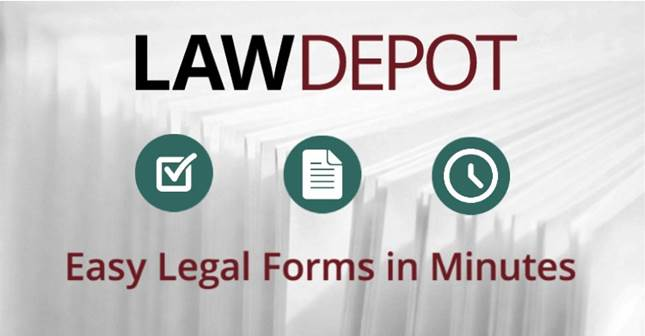 LAWDEPOT
Easy Legal Forms in Minutes